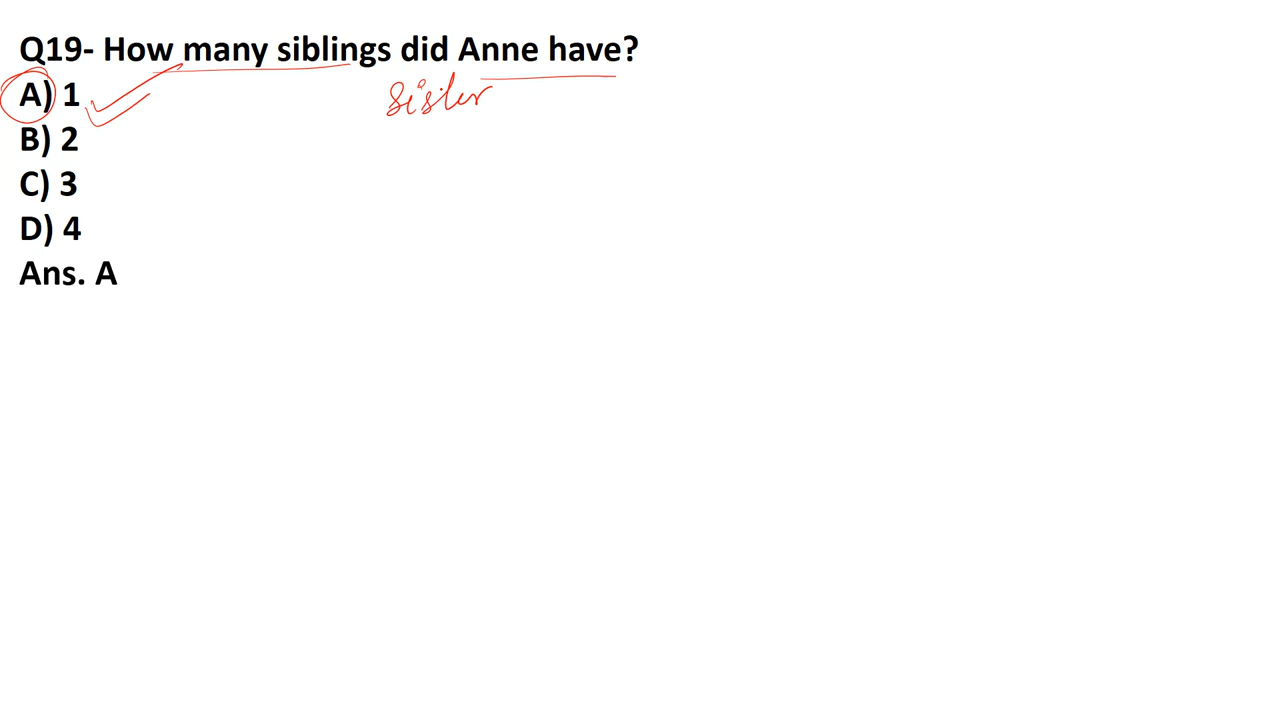 Q19- How many siblings did Anne have?
A) 1
sister
B) 2
C) 3
D) 4
Ans. A